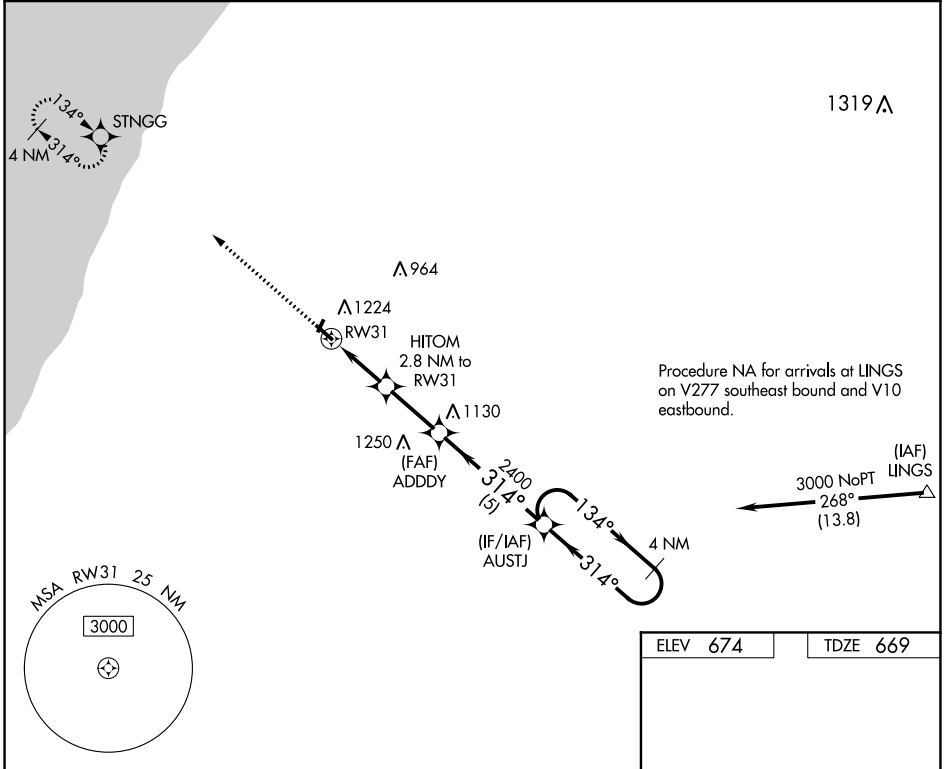 1319
134°
STNGG
4 NM
314°
964
1224
RW31
HITOM
2.8 NM to
RW31
Procedure NA for arrivals at LINGS
on V277 southeast bound and V10
eastbound.
1130
1250
(FAF)
ADDDY
(IAF)
LINGS
3000 NoPT
268°
(13.8)
2400
314°
(5)
134°
(IF/IAF)
AUSTJ
4 NM
314°
MSA RW31 25 NM
3000
ELEV 674
TDZE 669